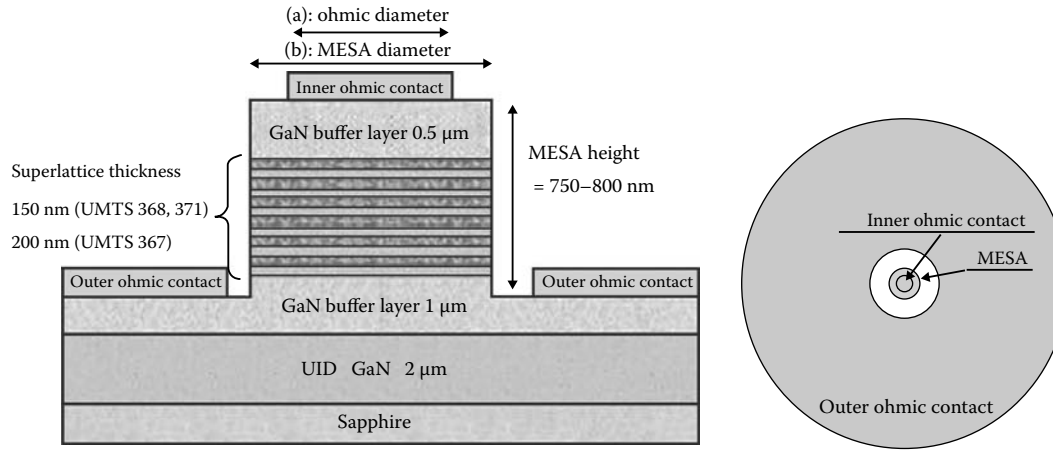 (a): ohmic diameter
(b): MESA diameter
Inner ohmic contact
GaN buffer layer 0.5 μm
MESA height
= 750–800 nm
Superlattice thickness
150 nm (UMTS 368, 371)
200 nm (UMTS 367)
Outer ohmic contact
Outer ohmic contact
GaN buffer layer 1 μm
UID GaN 2 μm
Sapphire
Inner ohmic contact
MESA
Outer ohmic contact